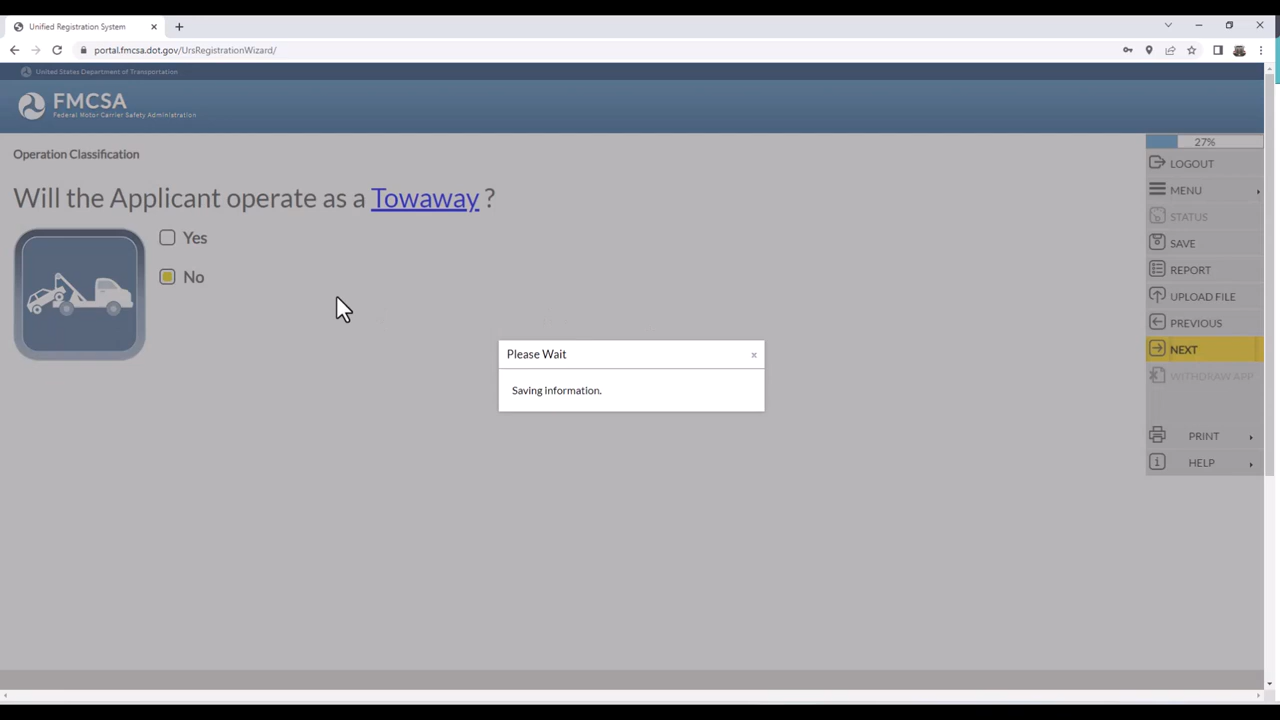 Unified Registration System
portal.fmcsa.dot.gov/UrsRegistrationWizard/
United States Department of Transportation
FMCSA
Federal Motor Carrier Safety Administration
27%
Operation Classification
LOGOUT
Will the Applicant operate as a Towaway ?
MENU
STATUS
Yes
SAVE
No
REPORT
UPLOAD FILE
PREVIOUS
Please Wait
NEXT
Saving information.
WITHDRAW APP
PRINT
HELP